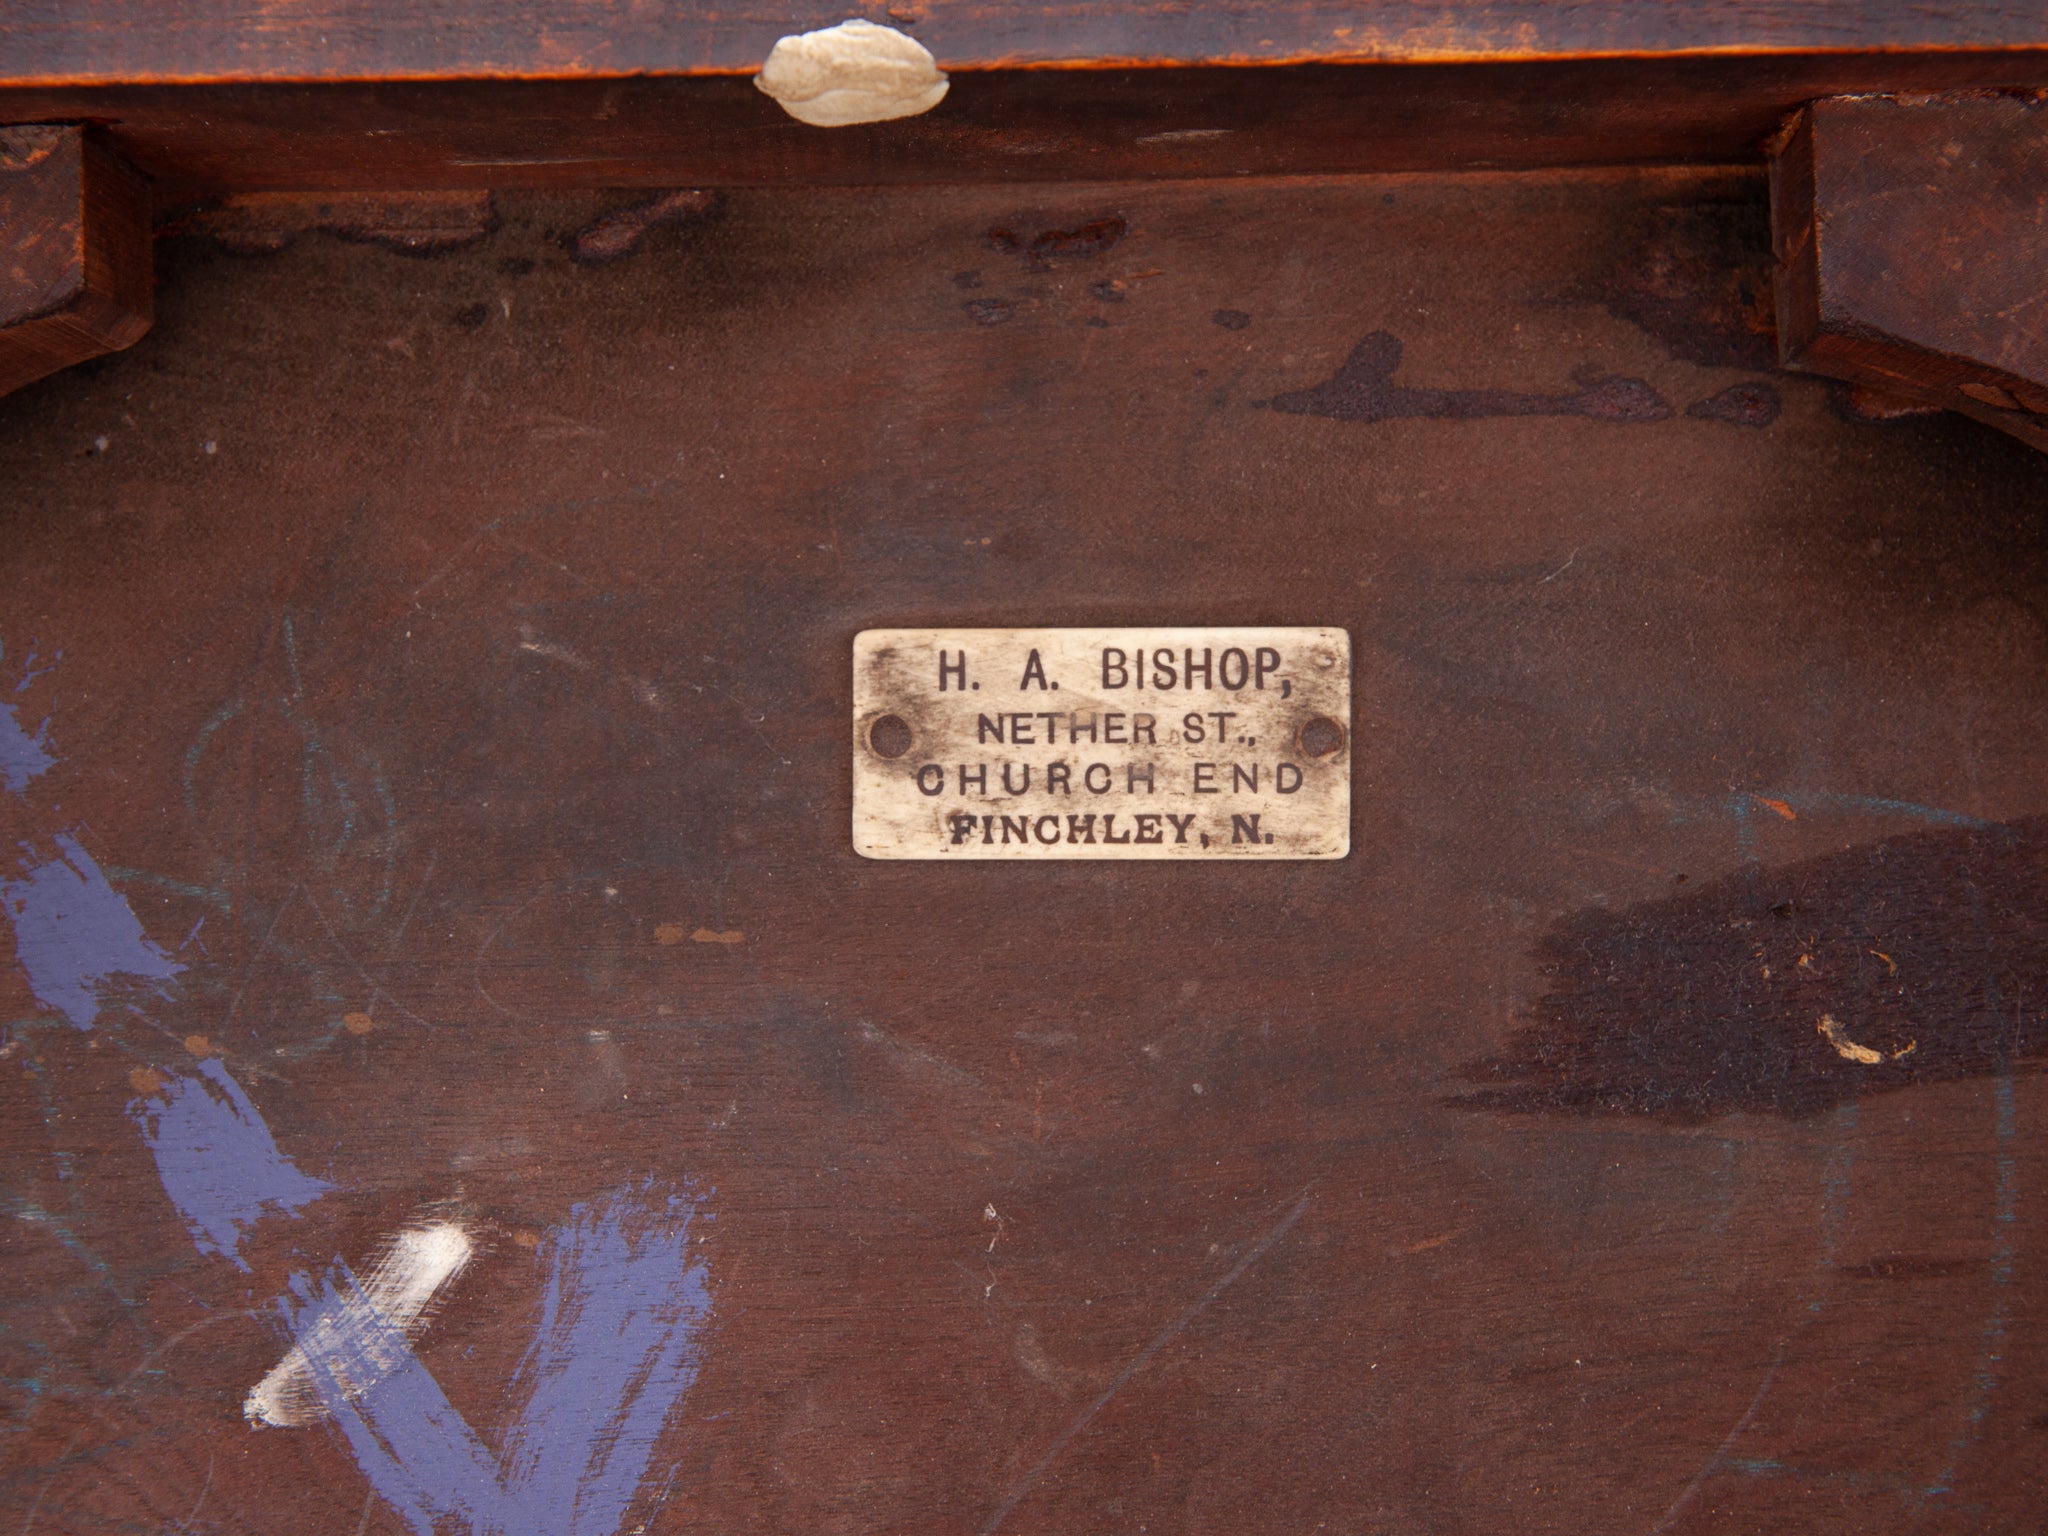 H. A. BISHOP,
NETHER ST.,
CHURCH END
FINCHLEY, N.